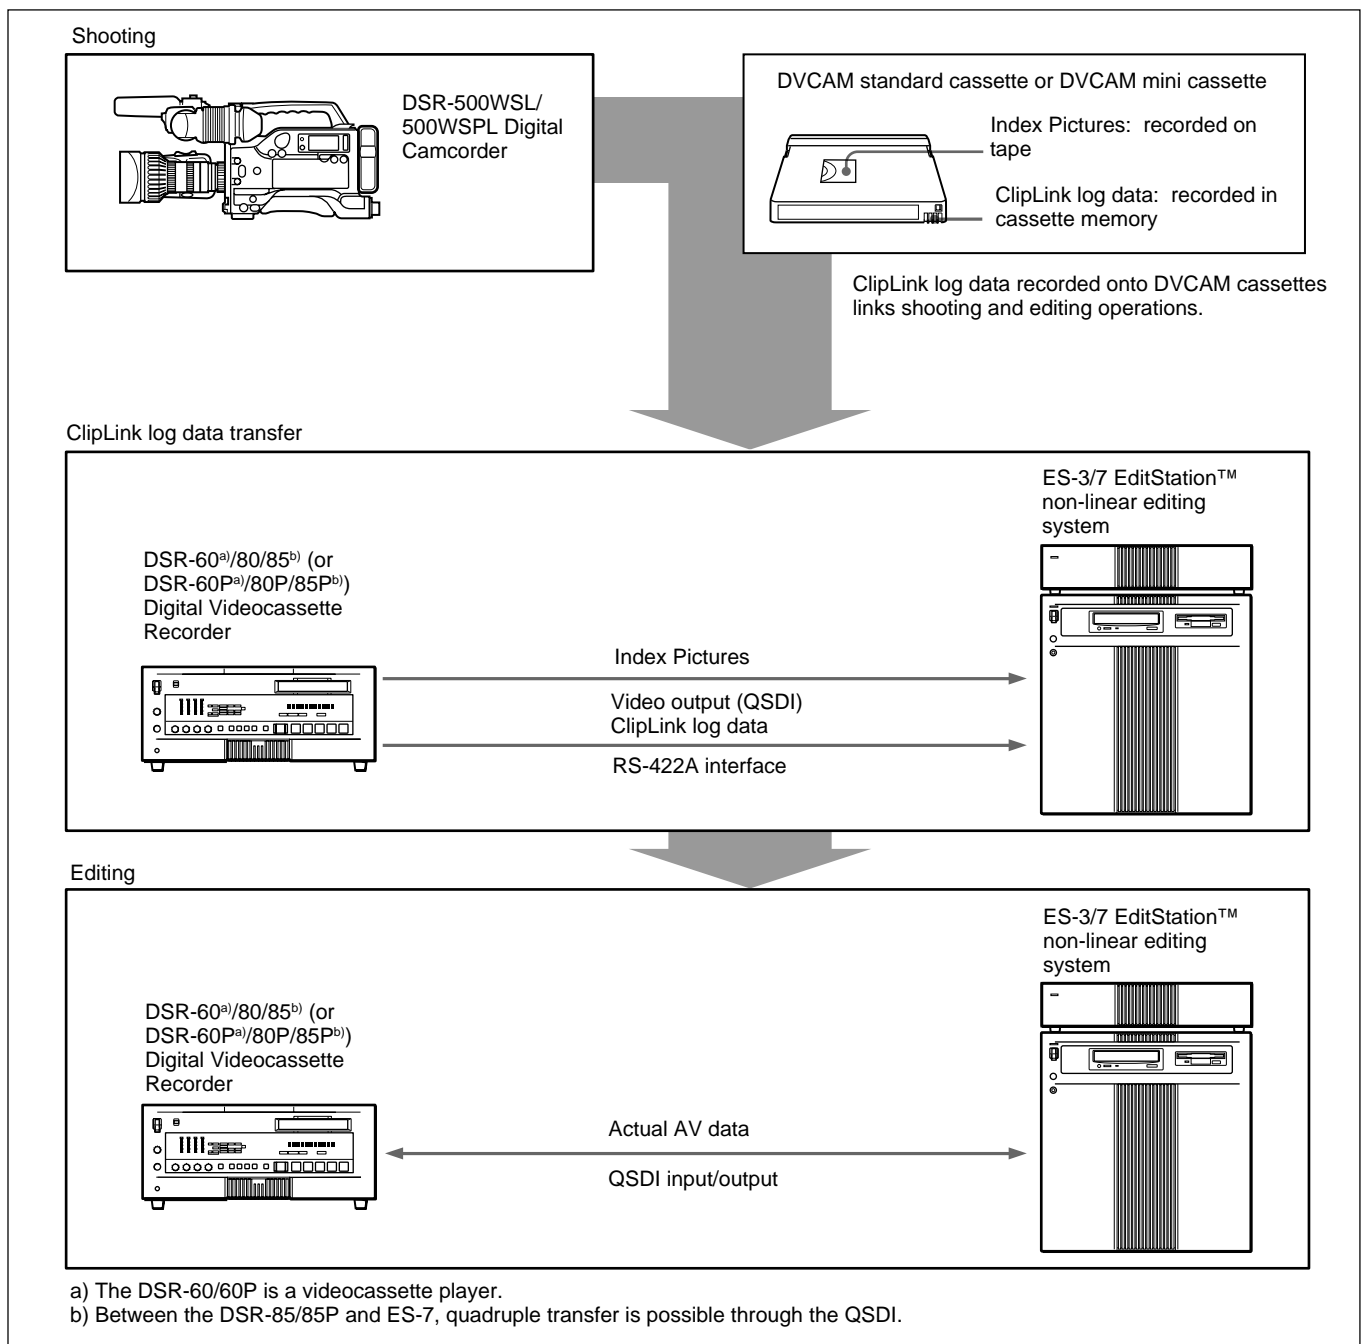 Shooting
DSR-500WSL/
500WSPL Digital
Camcorder
DVCAM standard cassette or DVCAM mini cassette
Index Pictures: recorded on
tape
ClipLink log data: recorded in
cassette memory
ClipLink log data recorded onto DVCAM cassettes
links shooting and editing operations.
ClipLink log data transfer
DSR-60a)/80/85b) (or
DSR-60Pa)/80P/85Pb))
Digital Videocassette
Recorder
Index Pictures
Video output (QSDI)
ClipLink log data
RS-422A interface
ES-3/7 EditStation™
non-linear editing
system
Editing
DSR-60a)/80/85b) (or
DSR-60Pa)/80P/85Pb))
Digital Videocassette
Recorder
Actual AV data
QSDI input/output
ES-3/7 EditStation™
non-linear editing
system
a) The DSR-60/60P is a videocassette player.
b) Between the DSR-85/85P and ES-7, quadruple transfer is possible through the QSDI.